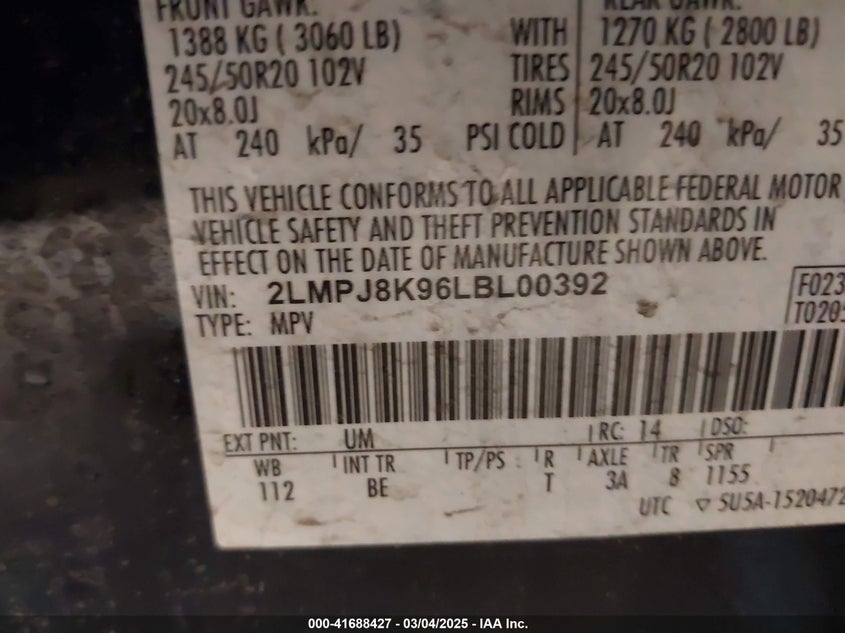 FRONT GAWR:
1388 KG ( 3060 LB) WITH 1270 KG ( 2800 LB)
245/50R20 102V TIRES 245/50R20 102V
20x8.0J RIMS 20x8.0J
AT 240 kPa/ 35 PSI COLD AT 240 kPa/ 35
THIS VEHICLE CONFORMS TO ALL APPLICABLE FEDERAL MOTOR
VEHICLE SAFETY AND THEFT PREVENTION STANDARDS IN
EFFECT ON THE DATE OF MANUFACTURE SHOWN ABOVE.
VIN: 2LMPJ8K96LBL00392 F023
TYPE: MPV T0205
EXT PNT: UM RC: 14 DSO:
WB INT TR TP/PS R AXLE TR SPR
112 BE T 3A 8 1155
UTC ▽ 5U5A-1520472
000-41688427 - 03/04/2025 - IAA Inc.